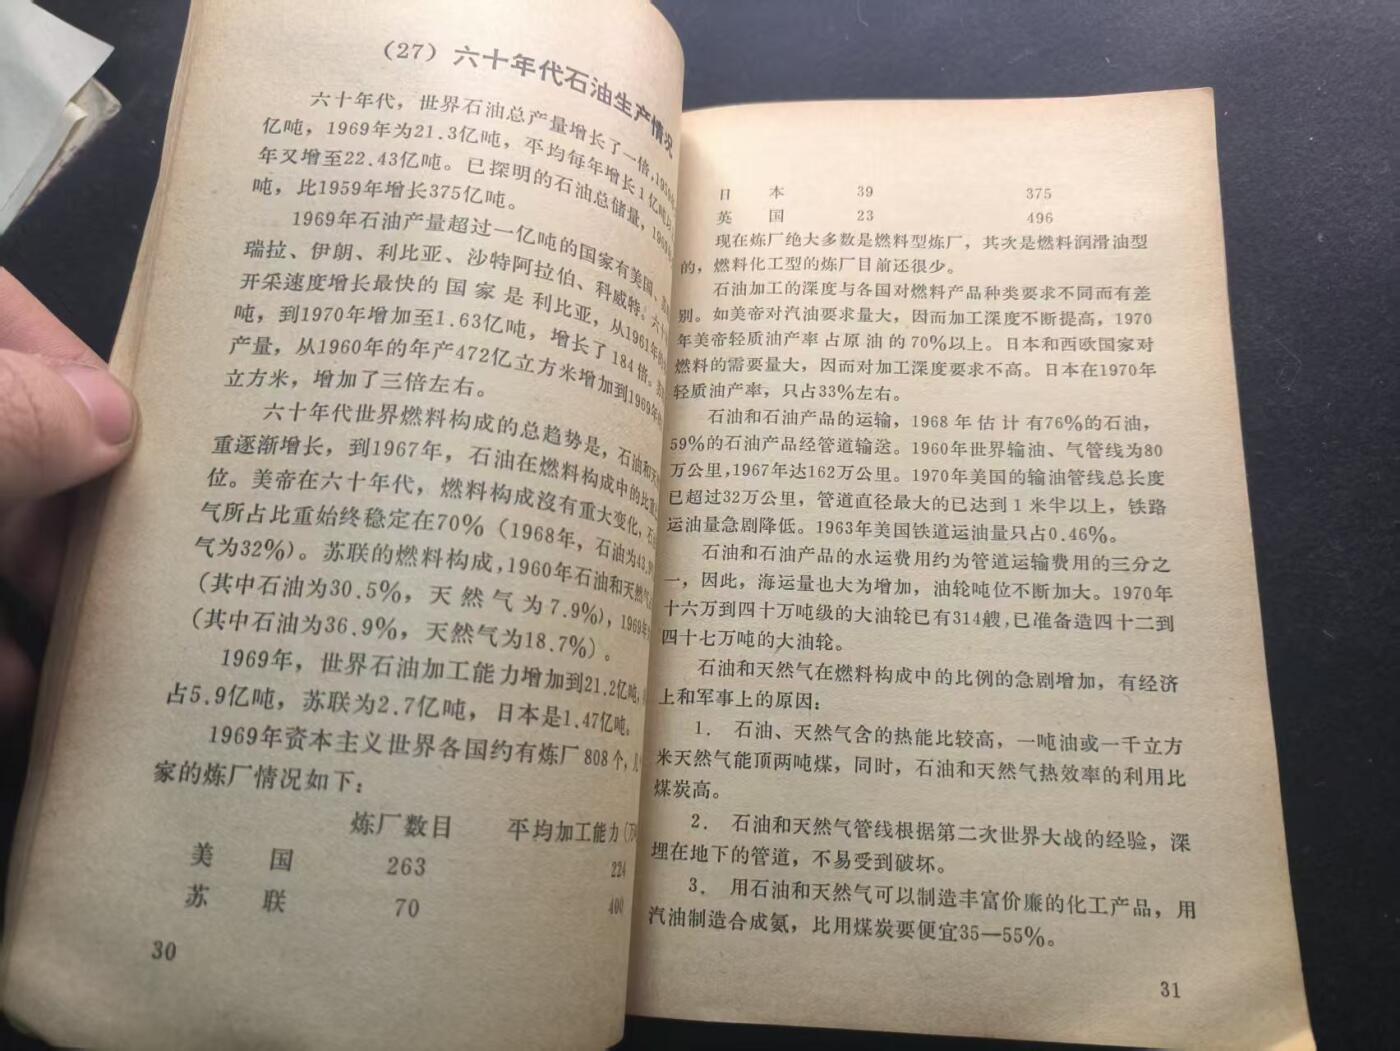 （27）六十年代石油生产情况
六十年代，世界石油总产量增长了一倍，195
亿吨，1969年为21.3亿吨，平均每年增长1亿吨
年又增至22.43亿吨。已探明的石油总储量，196
吨，比1959年增长375亿吨。
1969年石油产量超过一亿吨的国家有美国、
瑞拉、伊朗、利比亚、沙特阿拉伯、科威特。六十
开采速度增长最快的国家是利比亚，从1961年的
吨，到1970年增加至1.63亿吨，增长了184倍。
产量，从1960年的年产472亿立方米增加到1969年的
立方米，增加了三倍左右。
六十年代世界燃料构成的总趋势是，石油和天
重逐渐增长，到1967年，石油在燃料构成中的比重
位。美帝在六十年代，燃料构成沒有重大变化，石
气所占比重始终稳定在70%（1968年，石油为43.9%
气为32%）。苏联的燃料构成，1960年石油和天然气
（其中石油为30.5%，天然气为7.9%），1969年
（其中石油为36.9%，天然气为18.7%）。
1969年，世界石油加工能力增加到21.2亿吨，
占5.9亿吨，苏联为2.7亿吨，日本是1.47亿吨。
1969年资本主义世界各国约有炼厂808个，
家的炼厂情况如下：
炼厂数目 平均加工能力（万
美 国 263 224
苏 联 70 400
30
日 本 39 375
英 国 23 496
现在炼厂绝大多数是燃料型炼厂，其次是燃料润滑油型
的，燃料化工型的炼厂目前还很少。
石油加工的深度与各国对燃料产品种类要求不同而有差
别。如美帝对汽油要求量大，因而加工深度不断提高，1970
年美帝轻质油产率占原油的70%以上。日本和西欧国家对
燃料的需要量大，因而对加工深度要求不高。日本在1970年
轻质油产率，只占33%左右。
石油和石油产品的运输，1968年估计有76%的石油，
59%的石油产品经管道输送。1960年世界输油、气管线为80
万公里，1967年达162万公里。1970年美国的输油管线总长度
已超过32万公里，管道直径最大的已达到1米半以上，铁路
运油量急剧降低。1963年美国铁道运油量只占0.46%。
石油和石油产品的水运费用约为管道运输费用的三分之
一，因此，海运量也大为增加，油轮吨位不断加大。1970年
十六万到四十万吨级的大油轮已有314艘，已准备造四十二到
四十七万吨的大油轮。
石油和天然气在燃料构成中的比例的急剧增加，有经济
上和军事上的原因：
1. 石油、天然气含的热能比较高，一吨油或一千立方
米天然气能顶两吨煤，同时，石油和天然气热效率的利用比
煤炭高。
2. 石油和天然气管线根据第二次世界大战的经验，深
埋在地下的管道，不易受到破坏。
3. 用石油和天然气可以制造丰富价廉的化工产品，用
汽油制造合成氨，比用煤炭要便宜35—55%。
31